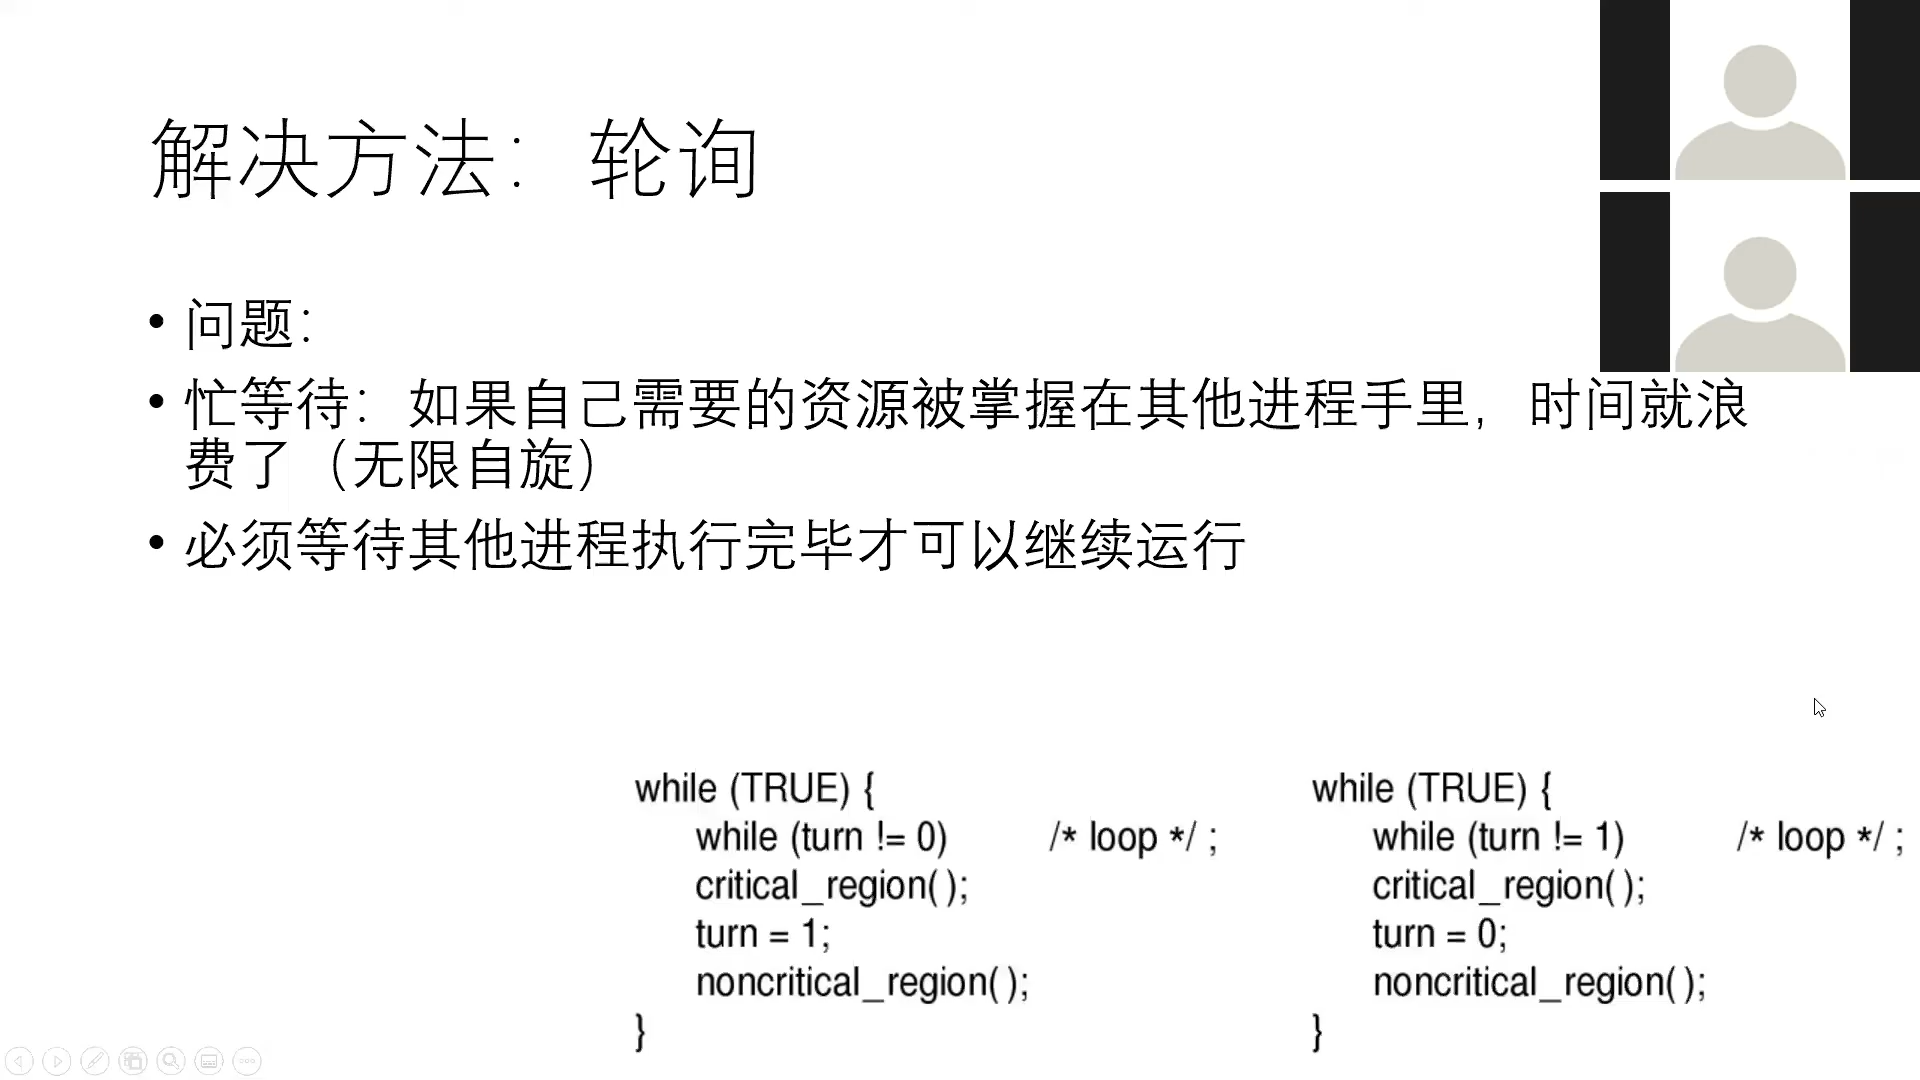 解决方法：轮询
• 问题：
• 忙等待：如果自己需要的资源被掌握在其他进程手里，时间就浪
费了（无限自旋）
• 必须等待其他进程执行完毕才可以继续运行
while (TRUE) {
while (turn != 0) /* loop */ ;
critical_region( );
turn = 1;
noncritical_region( );
}
while (TRUE) {
while (turn != 1) /* loop */ ;
critical_region( );
turn = 0;
noncritical_region( );
}